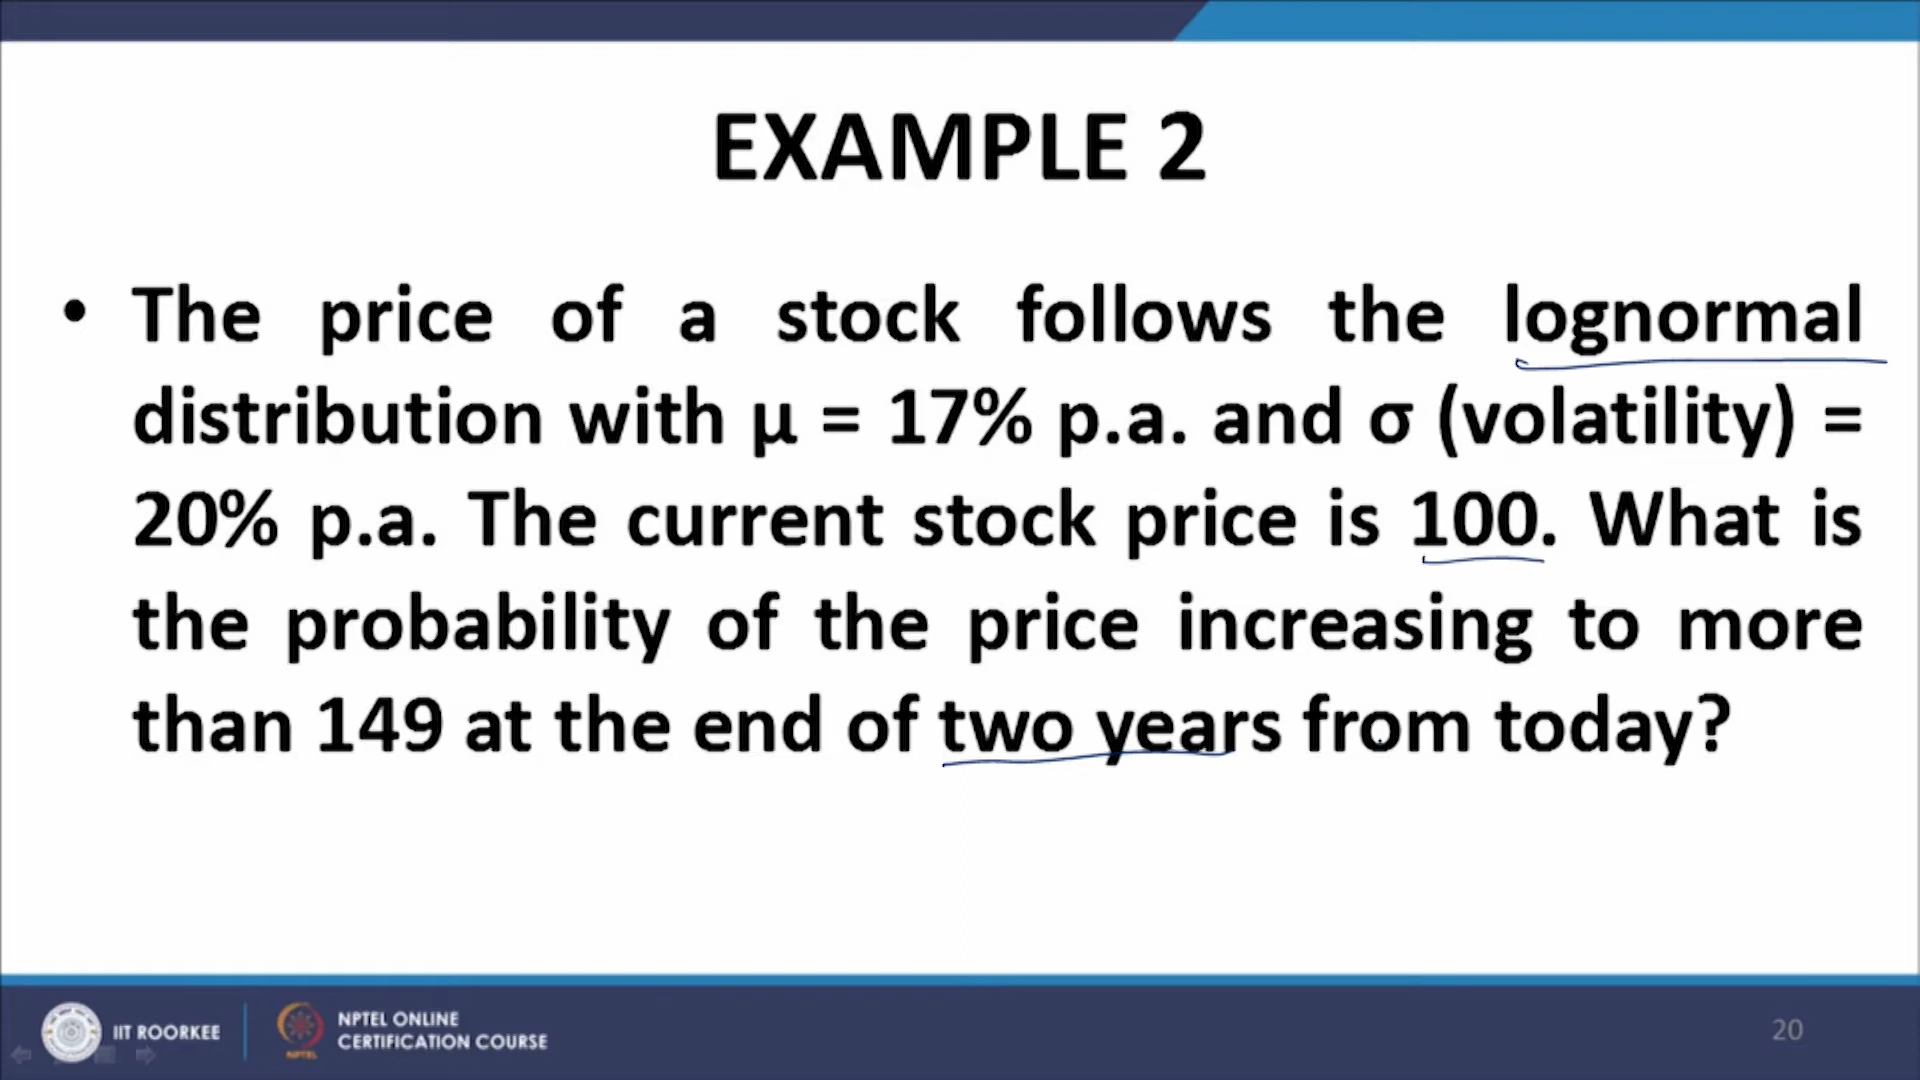 EXAMPLE 2
• The price of a stock follows the lognormal
distribution with μ = 17% p.a. and σ (volatility) =
20% p.a. The current stock price is 100. What is
the probability of the price increasing to more
than 149 at the end of two years from today?
IIT ROORKEE
NPTEL
NPTEL ONLINE
CERTIFICATION COURSE
20